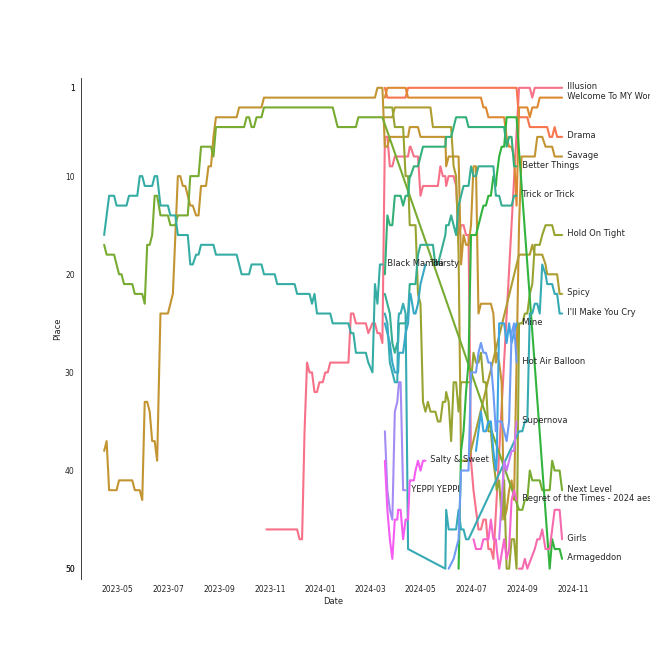 1
Illusion
Welcome To MY Wor
Drama
Savage
Better Things
10
Trick or Trick
Hold On Tight
Black Mamba
Thirsty
20
Spicy
I'll Make You Cry
Mine
Place
Hot Air Balloon
30
Supernova
Salty & Sweet
40
YEPPI YEPPI
Next Level
Regret of the Times - 2024 aes
Girls
Armageddon
50
2023-05
2023-07
2023-09
2023-11
2024-01
2024-03
2024-05
2024-07
2024-09
2024-11
Date